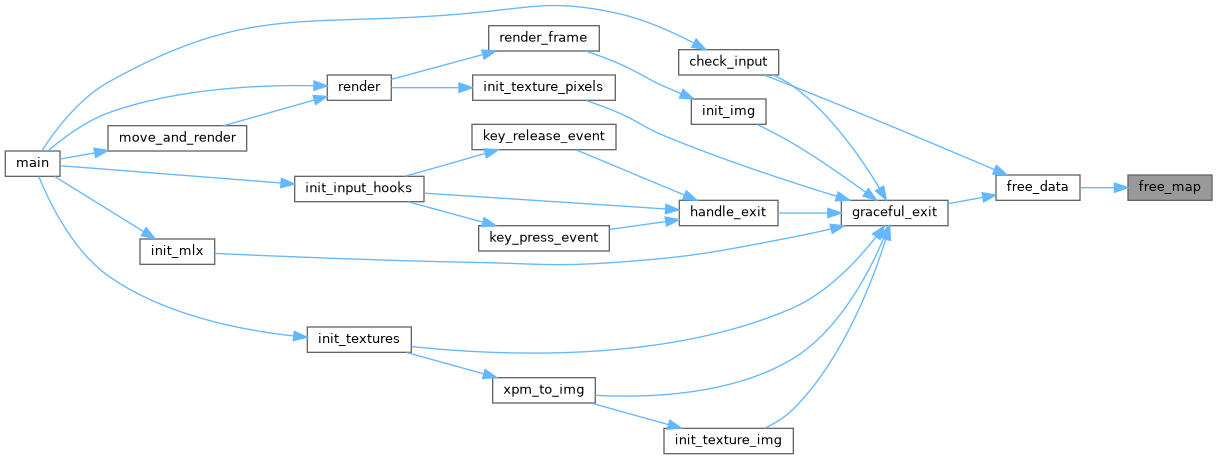 render_frame
check_input
render
init_texture_pixels
init_img
move_and_render
key_release_event
main
init_input_hooks
free_data
free_map
handle_exit
graceful_exit
key_press_event
init_mlx
init_textures
xpm_to_img
init_texture_img